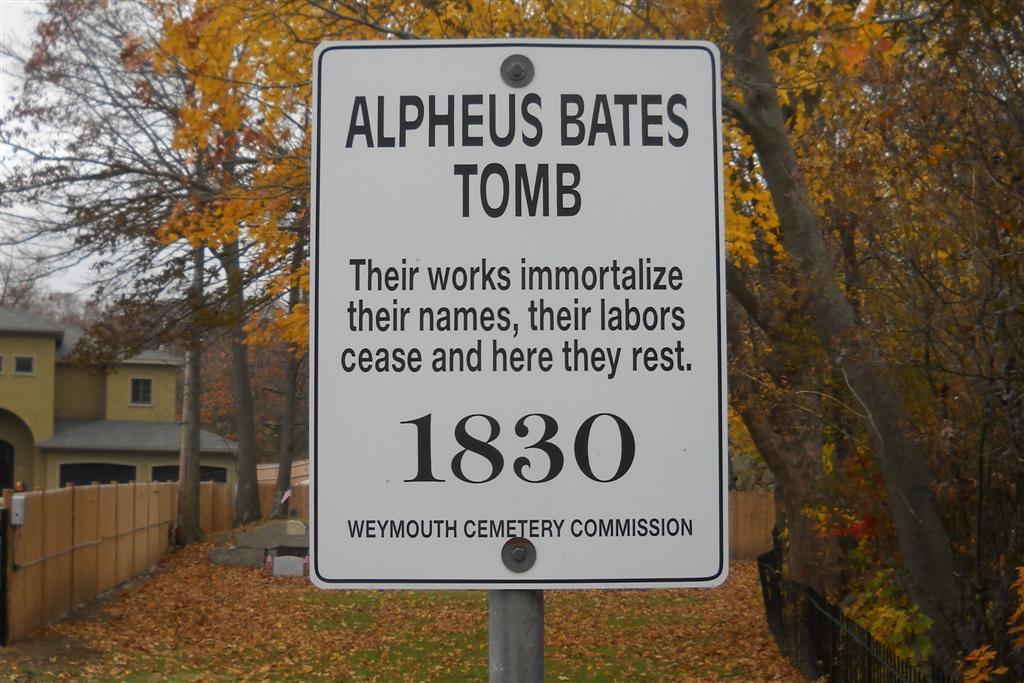 ALPHEUS BATES
TOMB
Their works immortalize
their names, their labors
cease and here they rest.
1830
WEYMOUTH CEMETERY COMMISSION